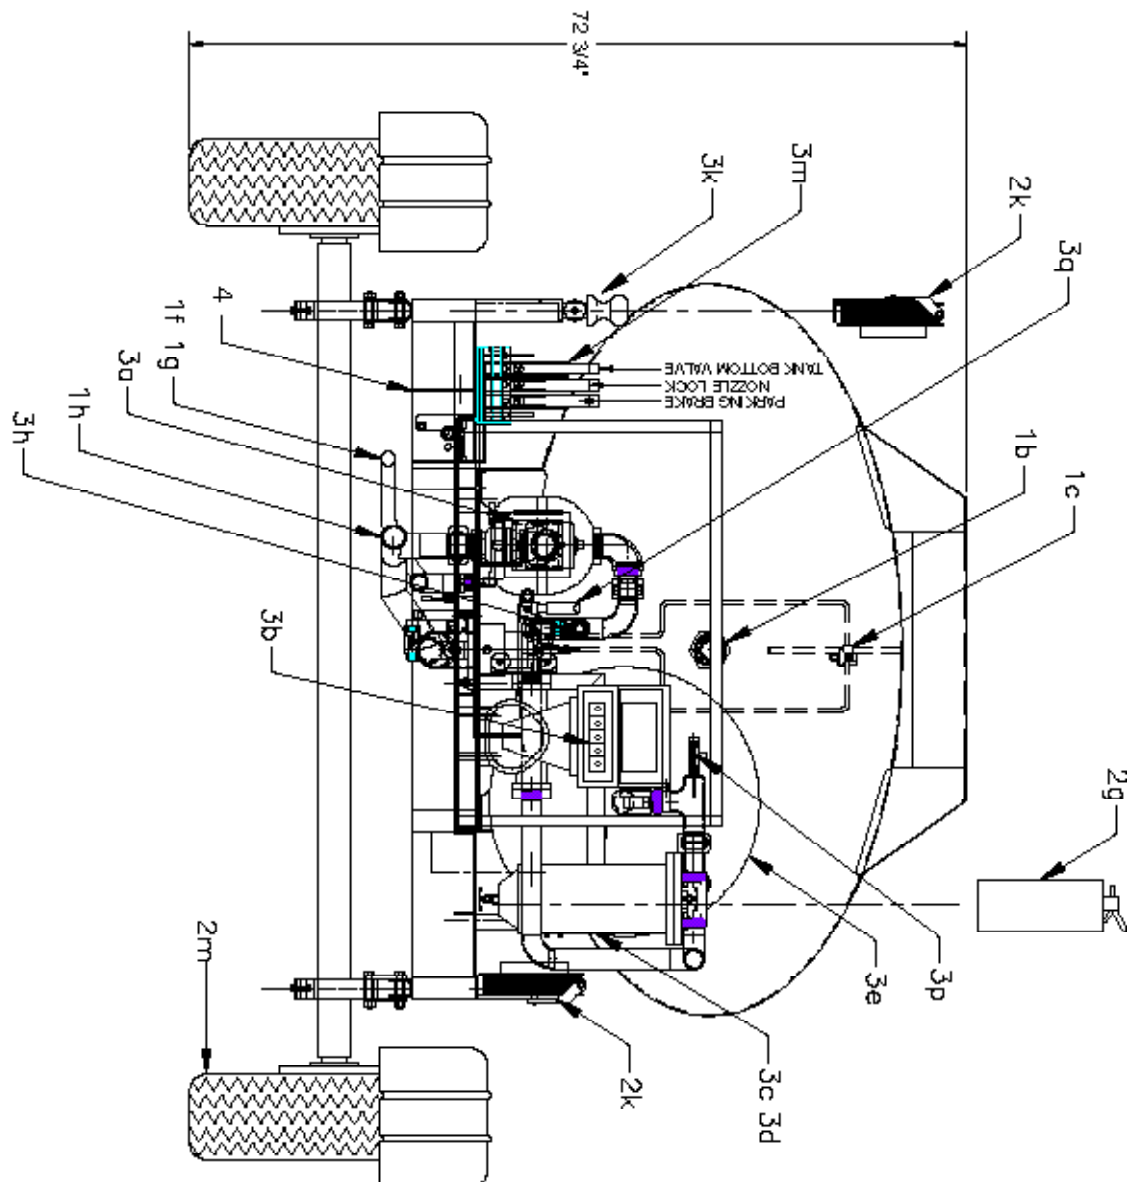 72 3/4"
2k
3m
3k
3q
4
1f
1g
3a
1h
3h
TANK BOTTOM VALVE
NOZZLE LOCK
PARKING BRAKE
1b
1c
3b
2g
2m
2k
3c 3d
3e
3p